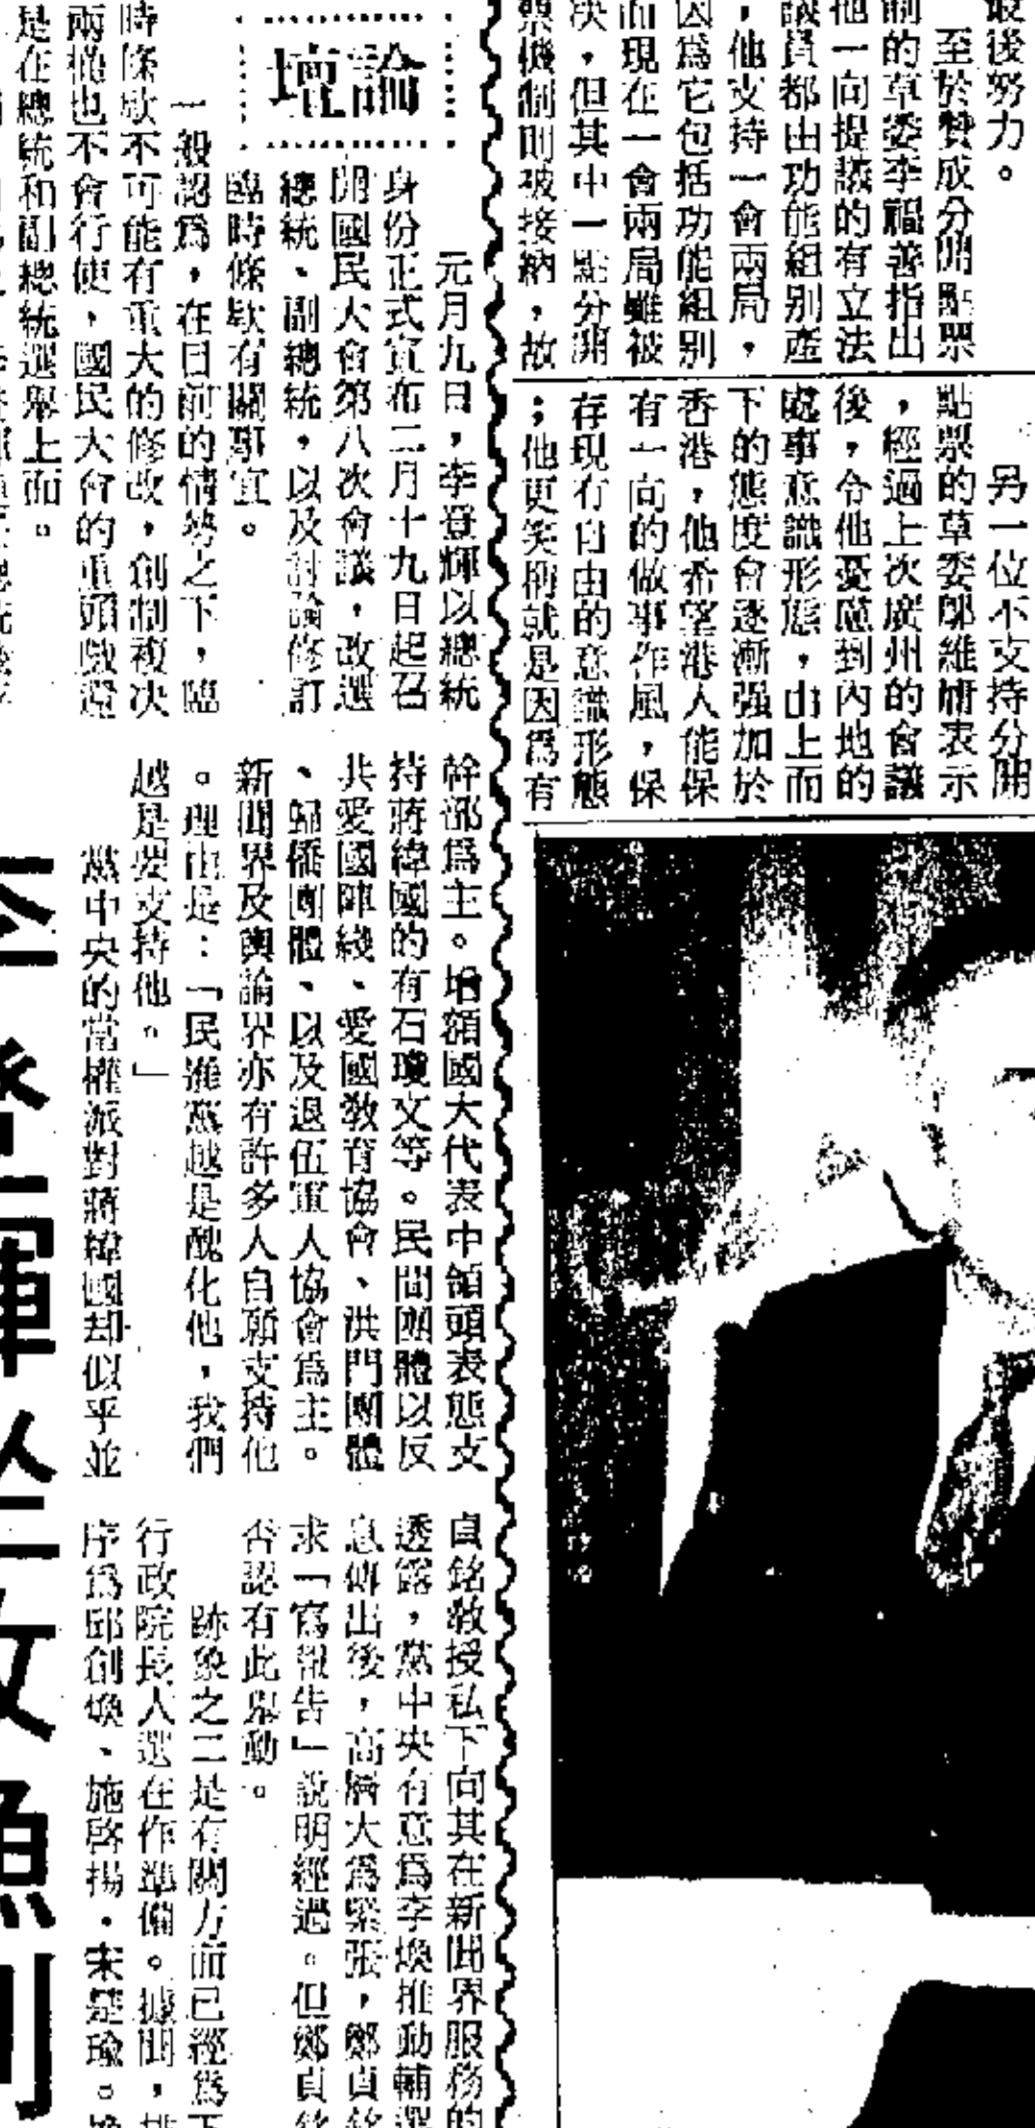 最後努力。
至於贊成分開點票
前的草委李福善指出
他一向提議的有立法
議員都由功能組別產
，他支持一會兩局，
因為它包括功能組別
而現在一會兩局雖被
決，但其中一點分開
票機制則被接納，故
另一位不支持分開
點票的草委鄔維庸表示
，經過上次廣州的會議
後，令他憂慮到內地的
處事意識形態，由上而
下的態度會逐漸强加於
香港，他希望港人能保
有一向的做事作風，保
存現有自由的意識形態
；他更笑稱就是因為有
論壇
元月九日，李登輝以總統
身份正式宣布二月十九日起召
開國民大會第八次會議，改選
總統、副總統，以及討論修訂
臨時條欵有關事宜。
一般認為，在日前的情勢之下，臨
時條欵不可能有重大的修改，創制複决
兩權也不會行使，國民大會的重頭戲還
是在總統和副總統選舉上面。
幹部為主。增額國大代表中領頭表態支
持蔣緯國的有石瓊文等。民間團體以反
共愛國陣綫、愛國教育協會、洪門團體
、歸僑團體、以及退伍軍人協會為主。
新聞界及輿論界亦有許多人自願支持他
。理由是：「民進黨越是醜化他，我們
越是要支持他。」
黨中央的當權派對蔣緯國却似乎並
貞銘教授私下向其在新聞界服務的
透露，黨中央有意為李煥推動輔選
息傳出後，高層大為緊張，鄭貞銘
求「寫報告」說明經過。但鄭貞銘
否認有此舉動。
跡象之二是有關方面已經為下
行政院長人選在作準備。據聞，排
序為邱創煥、施啓揚、宋楚瑜。